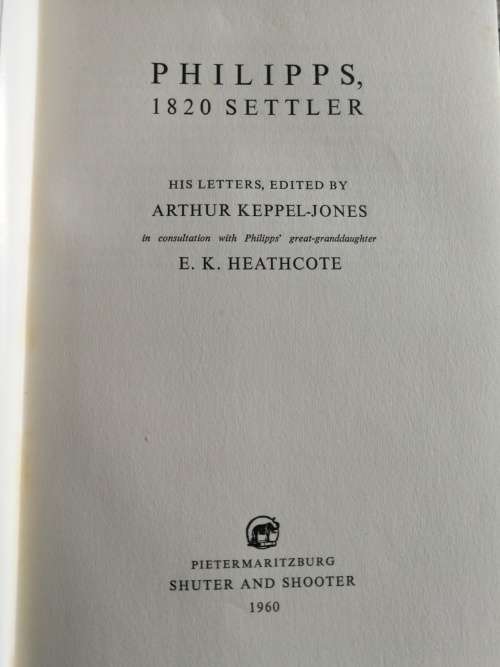 PHILIPPS,
1820 SETTLER
HIS LETTERS, EDITED BY
ARTHUR KEPPEL-JONES
in consultation with Philipps' great-granddaughter
E. K. HEATHCOTE
PIETERMARITZBURG
SHUTER AND SHOOTER
1960